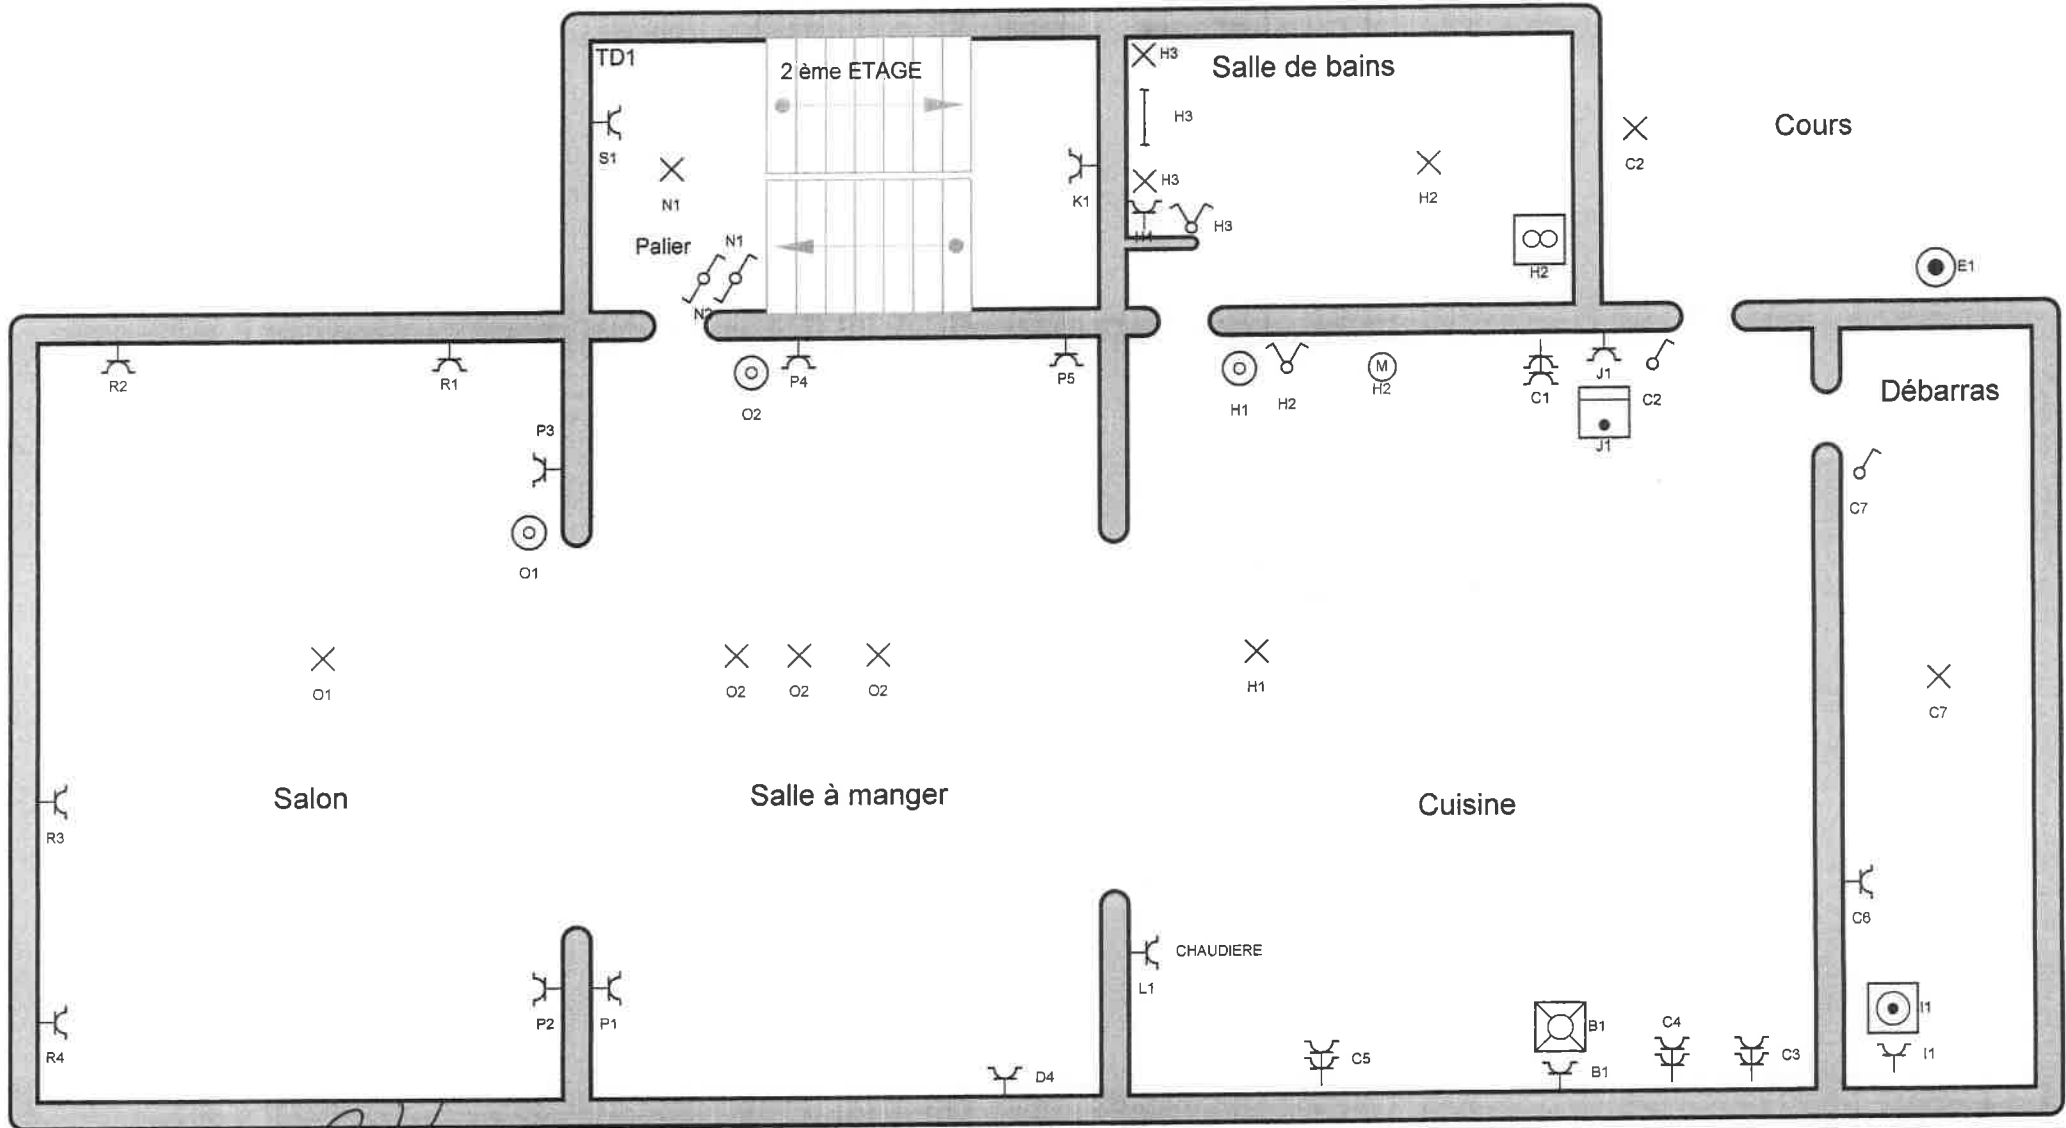 TD1
2 ème ETAGE
H3
Salle de bains
H3
Cours
S1
C2
N1
K1
H3
H2
H3
H4
Palier
N1
H2
E1
N2
R2
R1
P4
P5
O2
H1
H2
M
H2
C1
J1
C2
J1
Débarras
P3
C7
O1
O1
O2
O2
O2
H1
C7
Salon
Salle à manger
Cuisine
R3
C6
CHAUDIERE
L1
R4
P2
P1
D4
C5
B1
B1
C4
C3
I1
I1